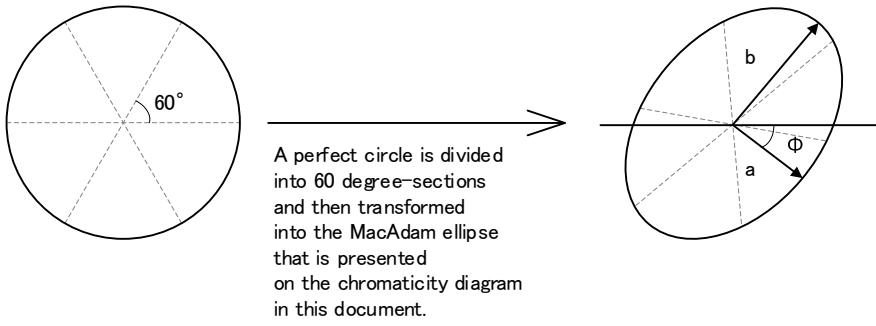 60°
A perfect circle is divided
into 60 degree-sections
and then transformed
into the MacAdam ellipse
that is presented
on the chromaticity diagram
in this document.
b
Φ
a